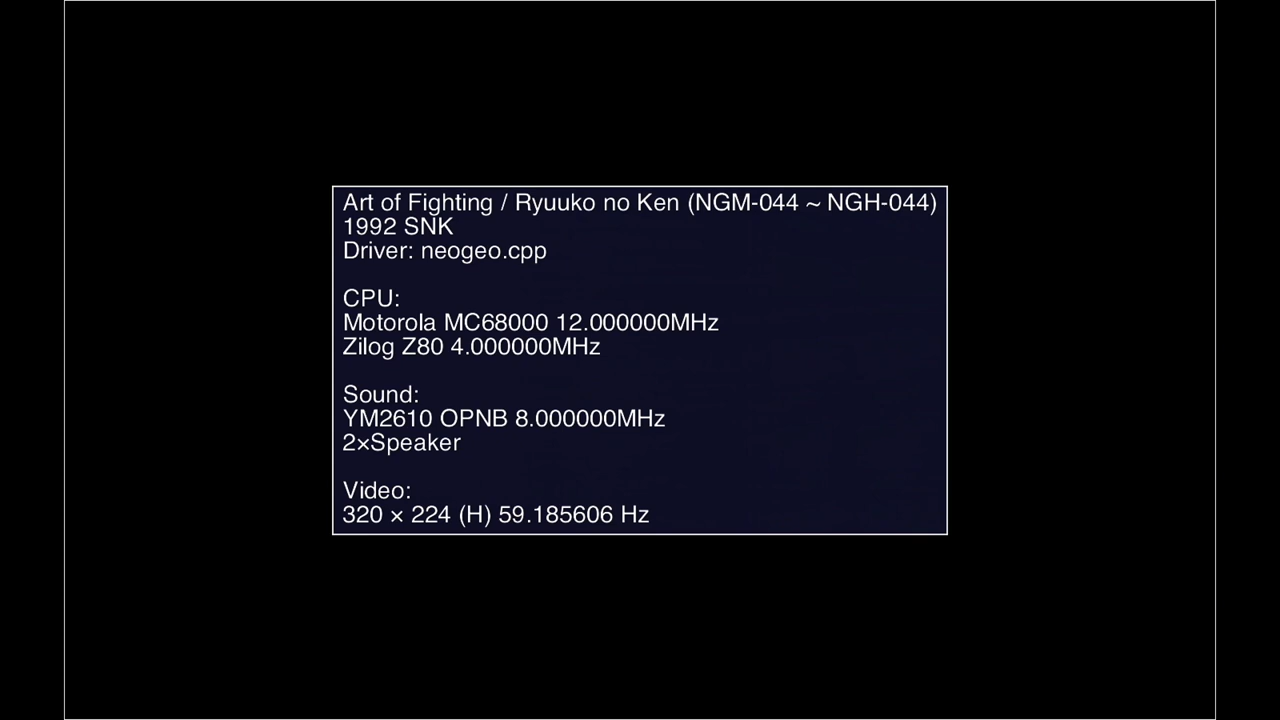 Art of Fighting / Ryuuko no Ken (NGM-044 ~ NGH-044)
1992 SNK
Driver: neogeo.cpp
CPU:
Motorola MC68000 12.000000MHz
Zilog Z80 4.000000MHz
Sound:
YM2610 OPNB 8.000000MHz
2×Speaker
Video:
320 × 224 (H) 59.185606 Hz